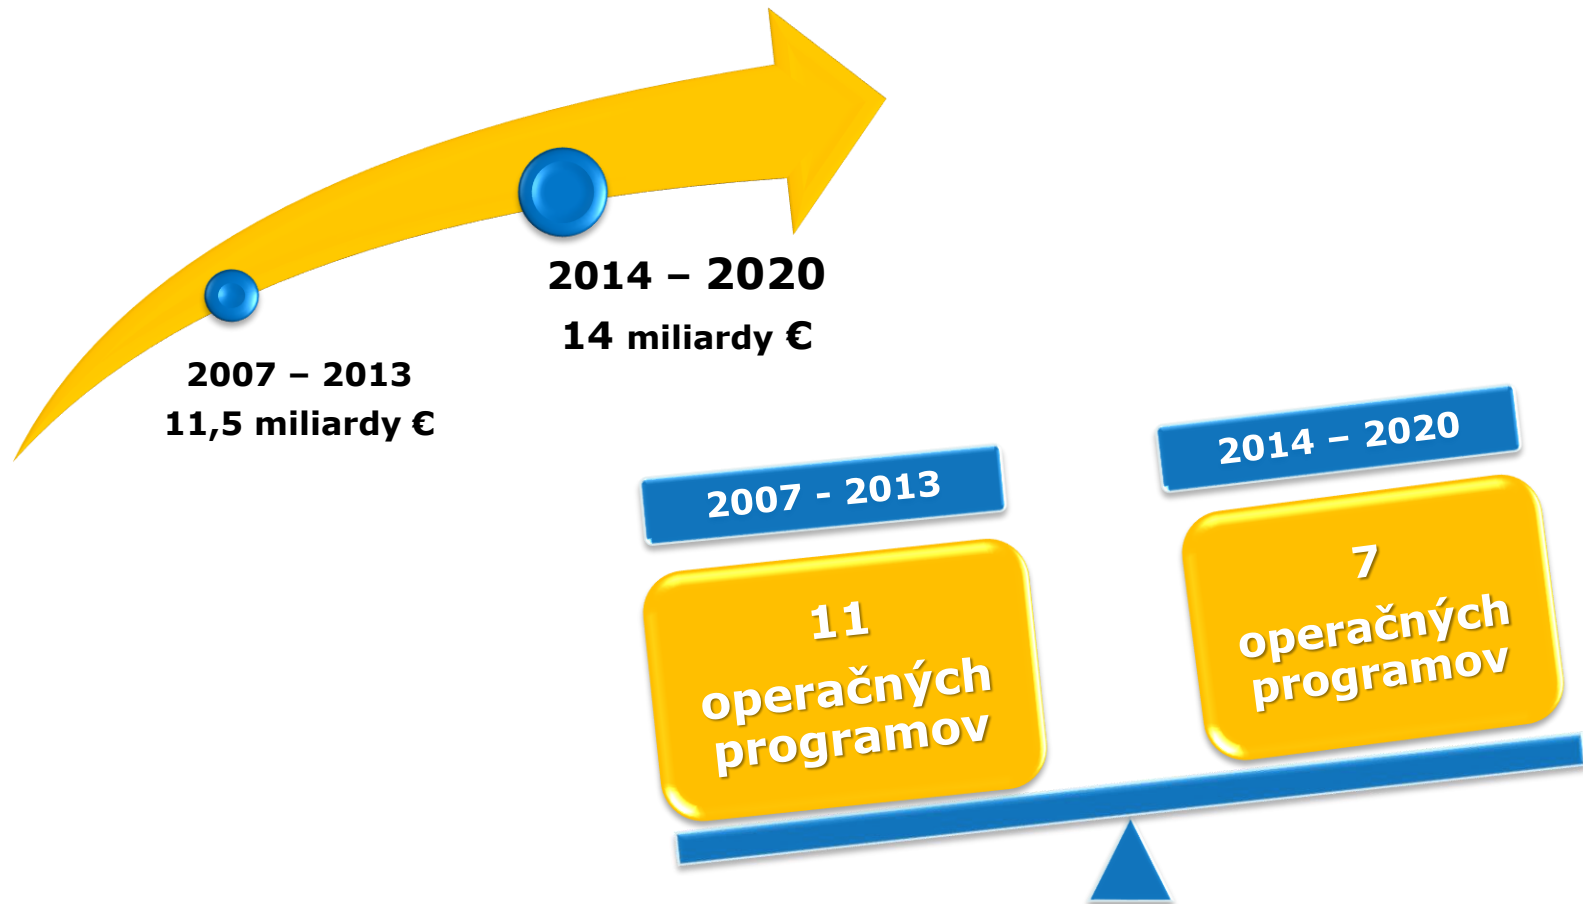 2014 – 2020
14 miliardy €
2007 – 2013
11,5 miliardy €
2007 - 2013
11
operačných
programov
2014 – 2020
7
operačných
programov